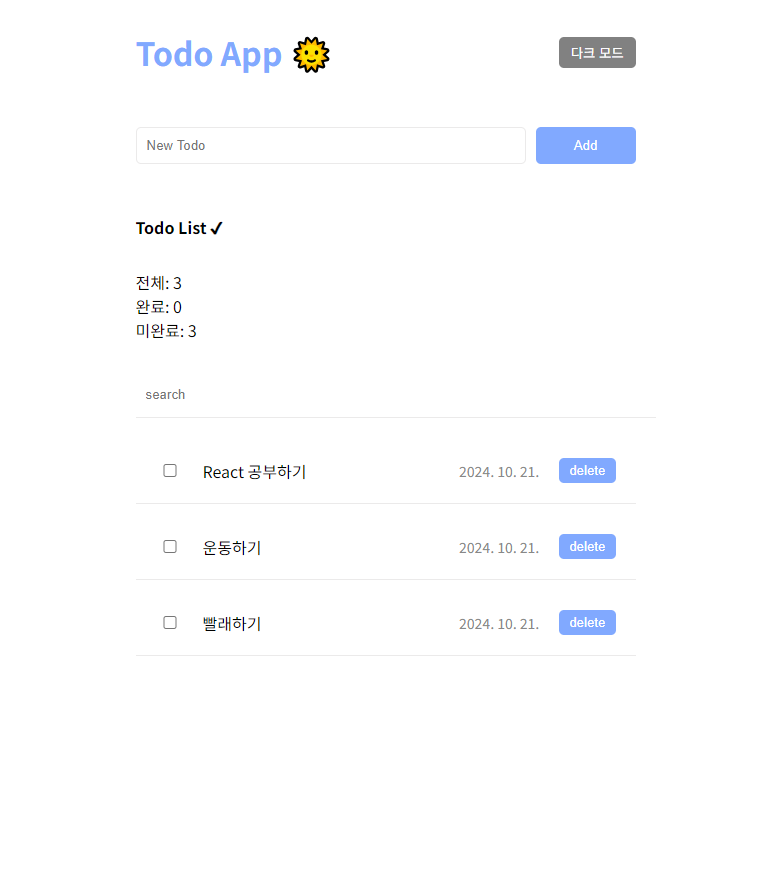 Todo App 🌞
다크 모드
New Todo
Add
Todo List ✔
전체: 3
완료: 0
미완료: 3
search
React 공부하기 2024. 10. 21. delete
운동하기 2024. 10. 21. delete
빨래하기 2024. 10. 21. delete